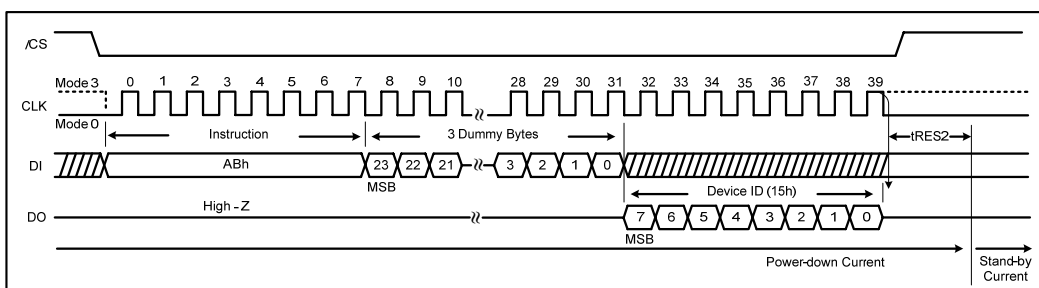 /CS
Mode 3 0 1 2 3 4 5 6 7 8 9 10 28 29 30 31 32 33 34 35 36 37 38 39
CLK
Mode 0
Instruction 3 Dummy Bytes tRES2
DI ABh 23 22 21 3 2 1 0
MSB Device ID (15h)
High - Z
DO 7 6 5 4 3 2 1 0
MSB
Power-down Current Stand-by
Current